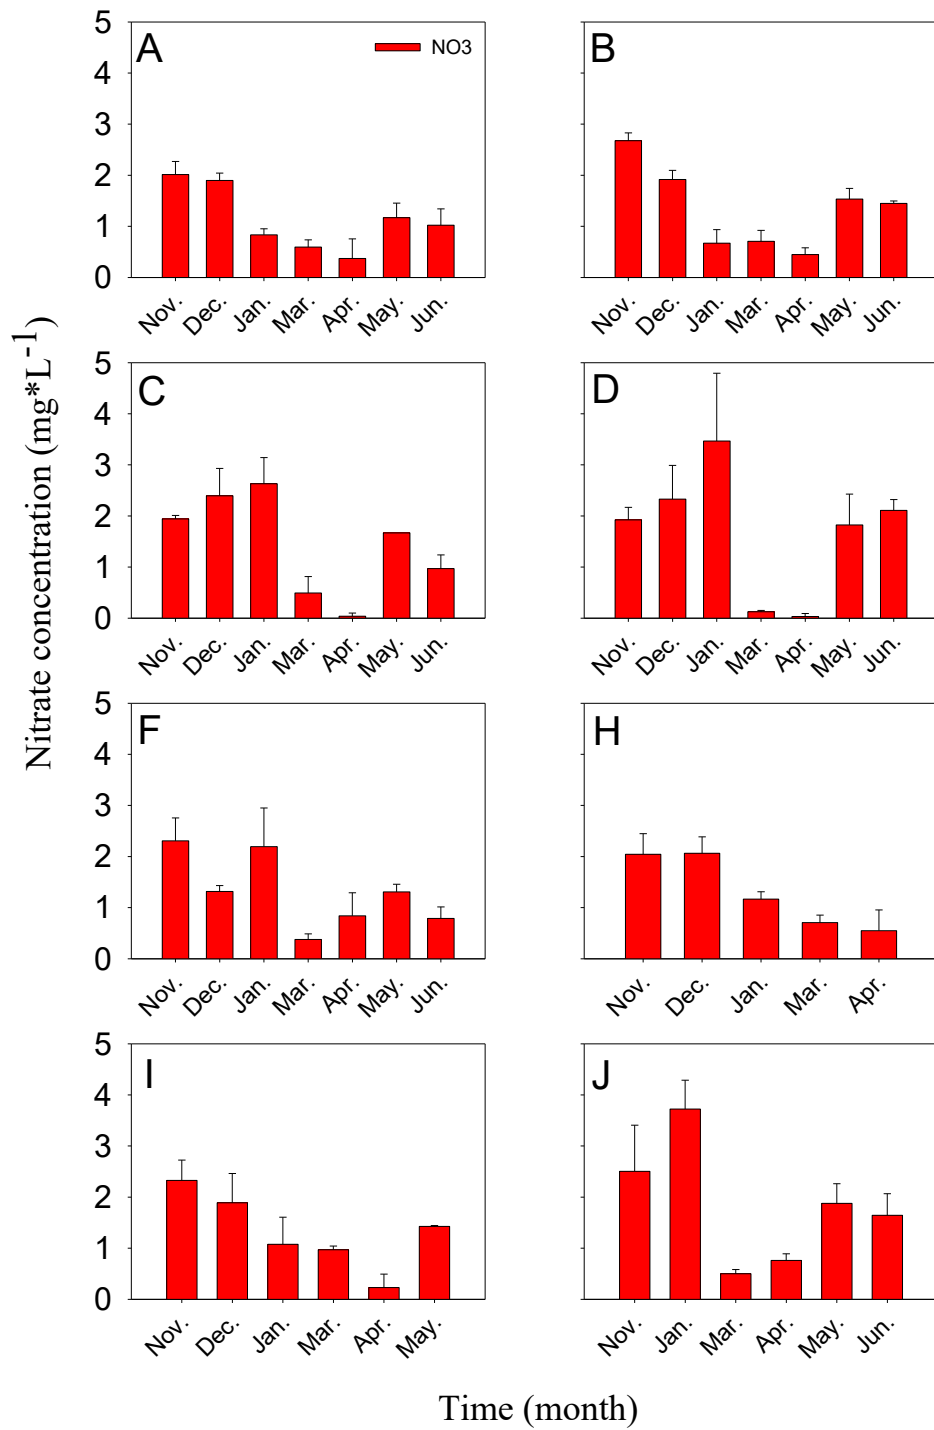 Nitrate concentration (mg*L-1)
A
NO3
5
4
3
2
1
0
Nov. Dec. Jan. Mar. Apr. May. Jun.
B
Nov. Dec. Jan. Mar. Apr. May. Jun.
C
5
4
3
2
1
0
Nov. Dec. Jan. Mar. Apr. May. Jun.
D
Nov. Dec. Jan. Mar. Apr. May. Jun.
F
5
4
3
2
1
0
Nov. Dec. Jan. Mar. Apr. May. Jun.
H
Nov. Dec. Jan. Mar. Apr.
I
5
4
3
2
1
0
Nov. Dec. Jan. Mar. Apr. May.
J
Nov. Jan. Mar. Apr. May. Jun.
Time (month)